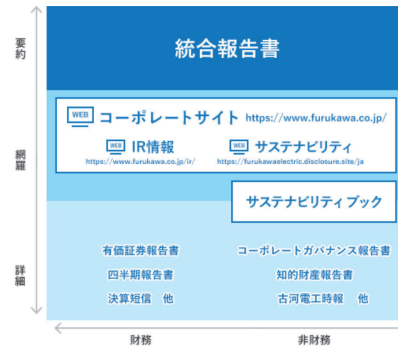 要約
統合報告書
WEB コーポレートサイト https://www.furukawa.co.jp/
WEB IR情報
https://www.furukawa.co.jp/ir/
WEB サステナビリティ
https://furukawaelectric.disclosure.site/ja
網羅
サステナビリティブック
詳細
有価証券報告書
四半期報告書
決算短信 他
コーポレートガバナンス報告書
知的財産報告書
古河電工時報 他
財務
非財務